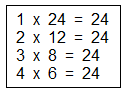 1 x 24 = 24
2 x 12 = 24
3 x 8 = 24
4 x 6 = 24